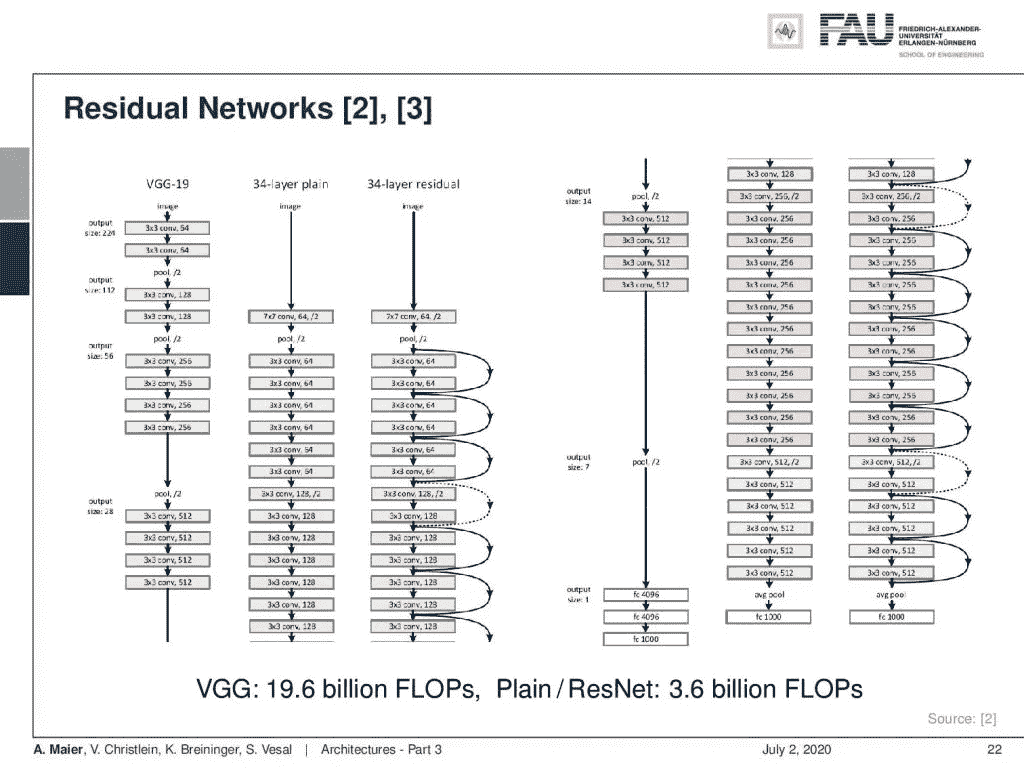 FAU
FRIEDRICH-ALEXANDER-
UNIVERSITÄT
ERLANGEN-NÜRNBERG
SCHOOL OF ENGINEERING
Residual Networks [2], [3]
VGG-19
image
output
size: 224
3x3 conv, 64
3x3 conv, 64
pool, /2
output
size: 112
3x3 conv, 128
3x3 conv, 128
pool, /2
output
size: 56
3x3 conv, 256
3x3 conv, 256
3x3 conv, 256
3x3 conv, 256
pool, /2
output
size: 28
3x3 conv, 512
3x3 conv, 512
3x3 conv, 512
3x3 conv, 512
34-layer plain
image
7x7 conv, 64, /2
pool, /2
3x3 conv, 64
3x3 conv, 64
3x3 conv, 64
3x3 conv, 64
3x3 conv, 64
3x3 conv, 64
3x3 conv, 128, /2
3x3 conv, 128
3x3 conv, 128
3x3 conv, 128
3x3 conv, 128
3x3 conv, 128
3x3 conv, 128
34-layer residual
image
7x7 conv, 64, /2
pool, /2
3x3 conv, 64
3x3 conv, 64
3x3 conv, 64
3x3 conv, 64
3x3 conv, 64
3x3 conv, 64
3x3 conv, 128, /2
3x3 conv, 128
3x3 conv, 128
3x3 conv, 128
3x3 conv, 128
3x3 conv, 128
3x3 conv, 128
output
size: 14
pool, /2
3x3 conv, 512
3x3 conv, 512
3x3 conv, 512
3x3 conv, 512
output
size: 7
pool, /2
output
size: 1
fc 4096
fc 4096
fc 1000
3x3 conv, 128
3x3 conv, 256, /2
3x3 conv, 256
3x3 conv, 256
3x3 conv, 256
3x3 conv, 256
3x3 conv, 256
3x3 conv, 256
3x3 conv, 256
3x3 conv, 256
3x3 conv, 256
3x3 conv, 256
3x3 conv, 256
3x3 conv, 512, /2
3x3 conv, 512
3x3 conv, 512
3x3 conv, 512
3x3 conv, 512
3x3 conv, 512
avg pool
fc 1000
3x3 conv, 128
3x3 conv, 256, /2
3x3 conv, 256
3x3 conv, 256
3x3 conv, 256
3x3 conv, 256
3x3 conv, 256
3x3 conv, 256
3x3 conv, 256
3x3 conv, 256
3x3 conv, 256
3x3 conv, 256
3x3 conv, 256
3x3 conv, 512, /2
3x3 conv, 512
3x3 conv, 512
3x3 conv, 512
3x3 conv, 512
3x3 conv, 512
avg pool
fc 1000
VGG: 19.6 billion FLOPs, Plain / ResNet: 3.6 billion FLOPs
Source: [2]
A. Maier, V. Christlein, K. Breininger, S. Vesal | Architectures - Part 3
July 2, 2020
22